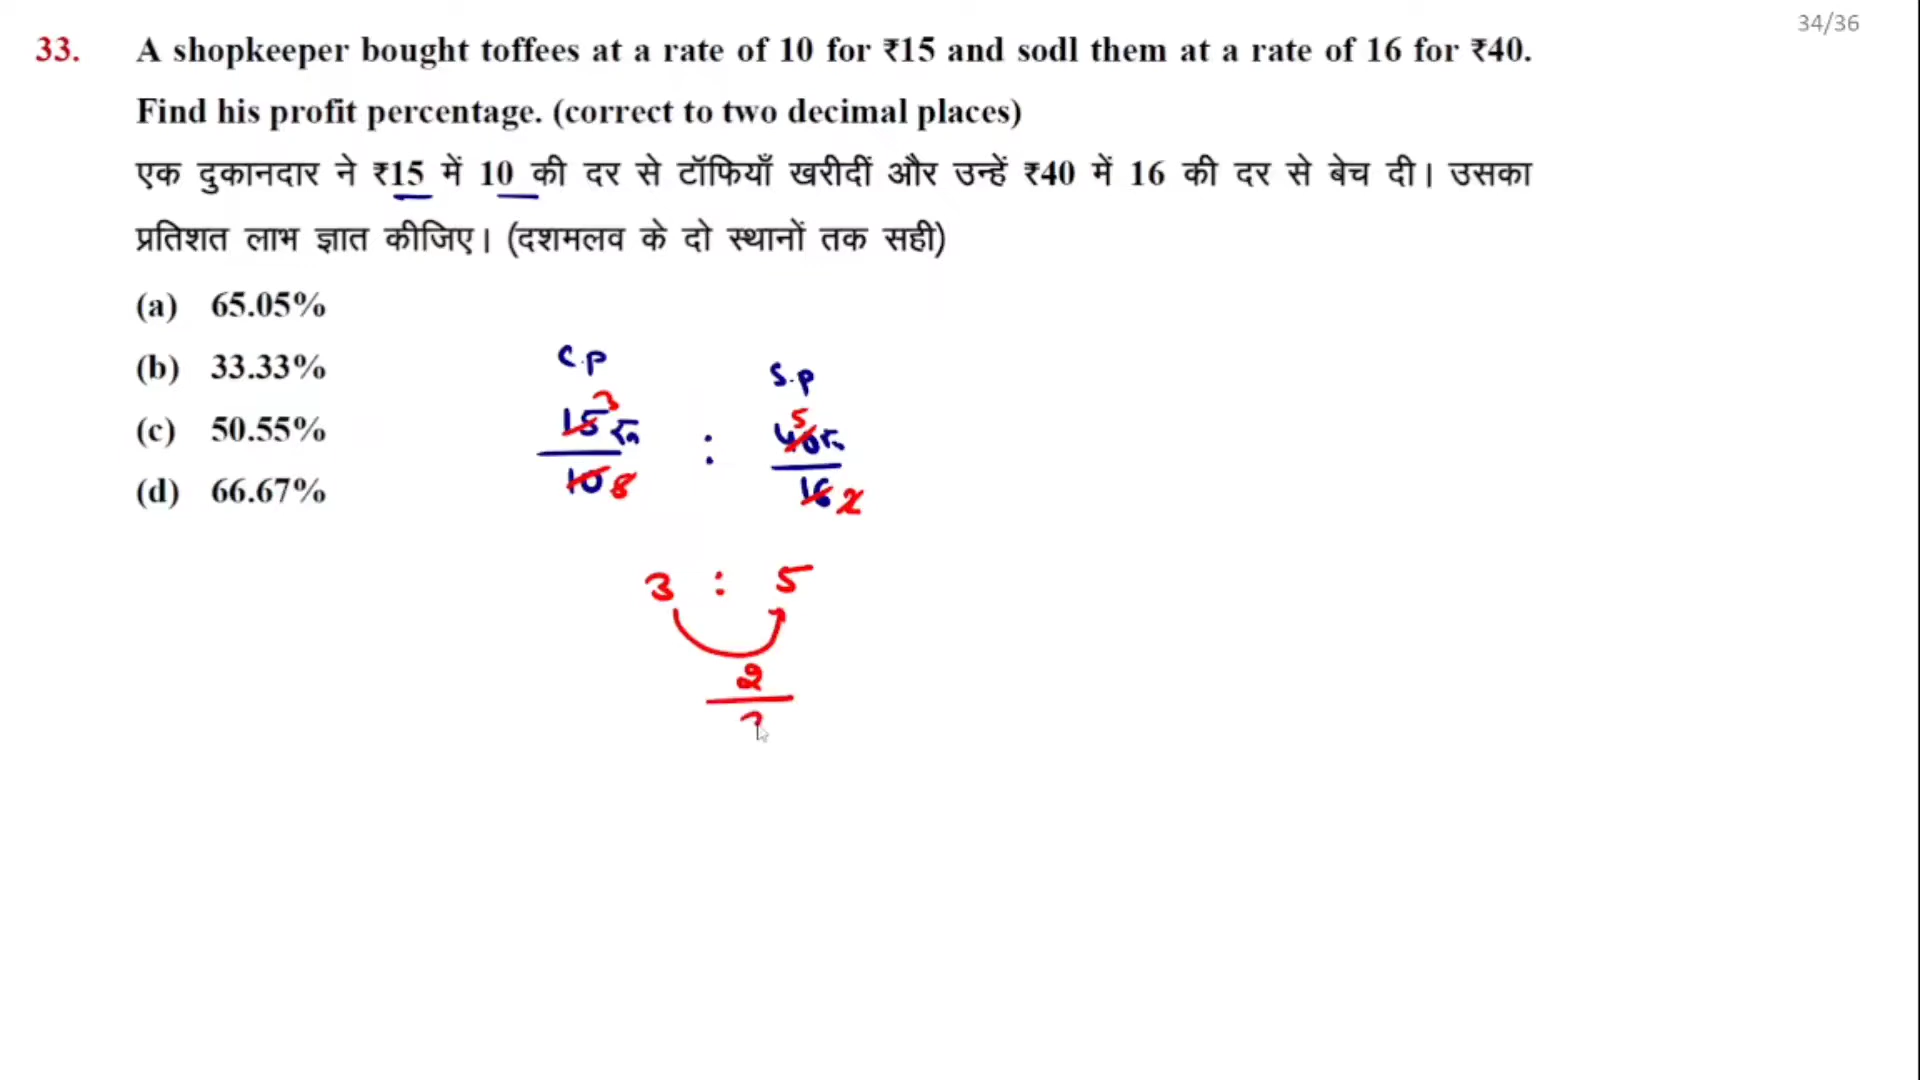 34/36
33. A shopkeeper bought toffees at a rate of 10 for ₹15 and sodl them at a rate of 16 for ₹40.
Find his profit percentage. (correct to two decimal places)
एक दुकानदार ने ₹15 में 10 की दर से टॉफियाँ खरीदीं और उन्हें ₹40 में 16 की दर से बेच दी। उसका
प्रतिशत लाभ ज्ञात कीजिए। (दशमलव के दो स्थानों तक सही)
(a) 65.05%
(b) 33.33%
(c) 50.55%
(d) 66.67%
C.P S.P
3 5
15 : 40
10 8 16 2
3 : 5
2